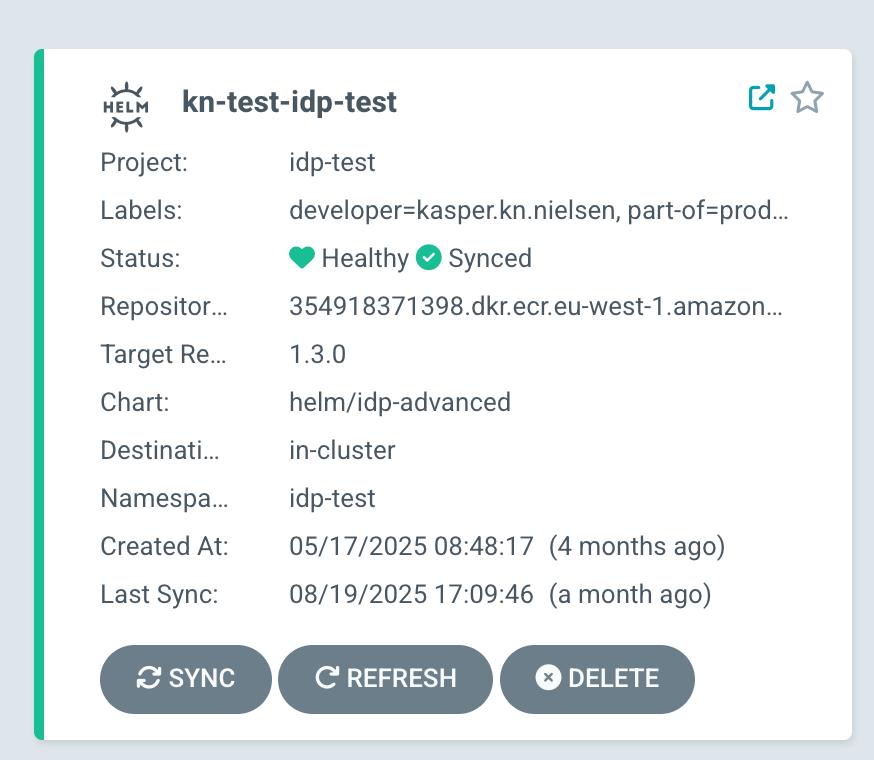 HELM
kn-test-idp-test
Project: idp-test
Labels: developer=kasper.kn.nielsen, part-of=prod...
Status: Healthy Synced
Repositor... 354918371398.dkr.ecr.eu-west-1.amazon...
Target Re... 1.3.0
Chart: helm/idp-advanced
Destinati... in-cluster
Namespa... idp-test
Created At: 05/17/2025 08:48:17 (4 months ago)
Last Sync: 08/19/2025 17:09:46 (a month ago)
SYNC REFRESH DELETE